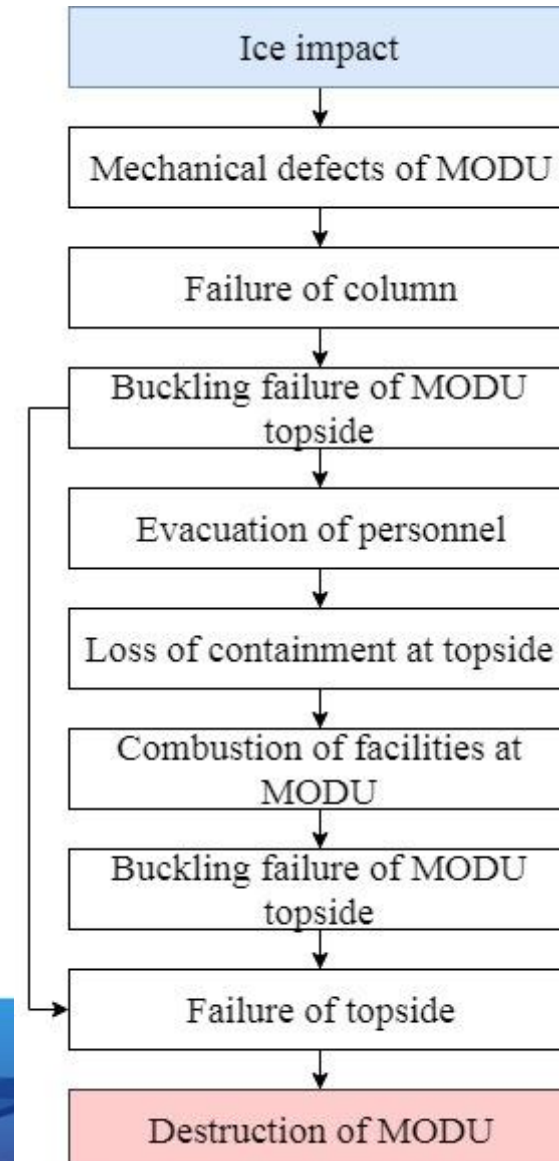 Ice impact
Mechanical defects of MODU
Failure of column
Buckling failure of MODU
topside
Evacuation of personnel
Loss of containment at topside
Combustion of facilities at
MODU
Buckling failure of MODU
topside
Failure of topside
Destruction of MODU